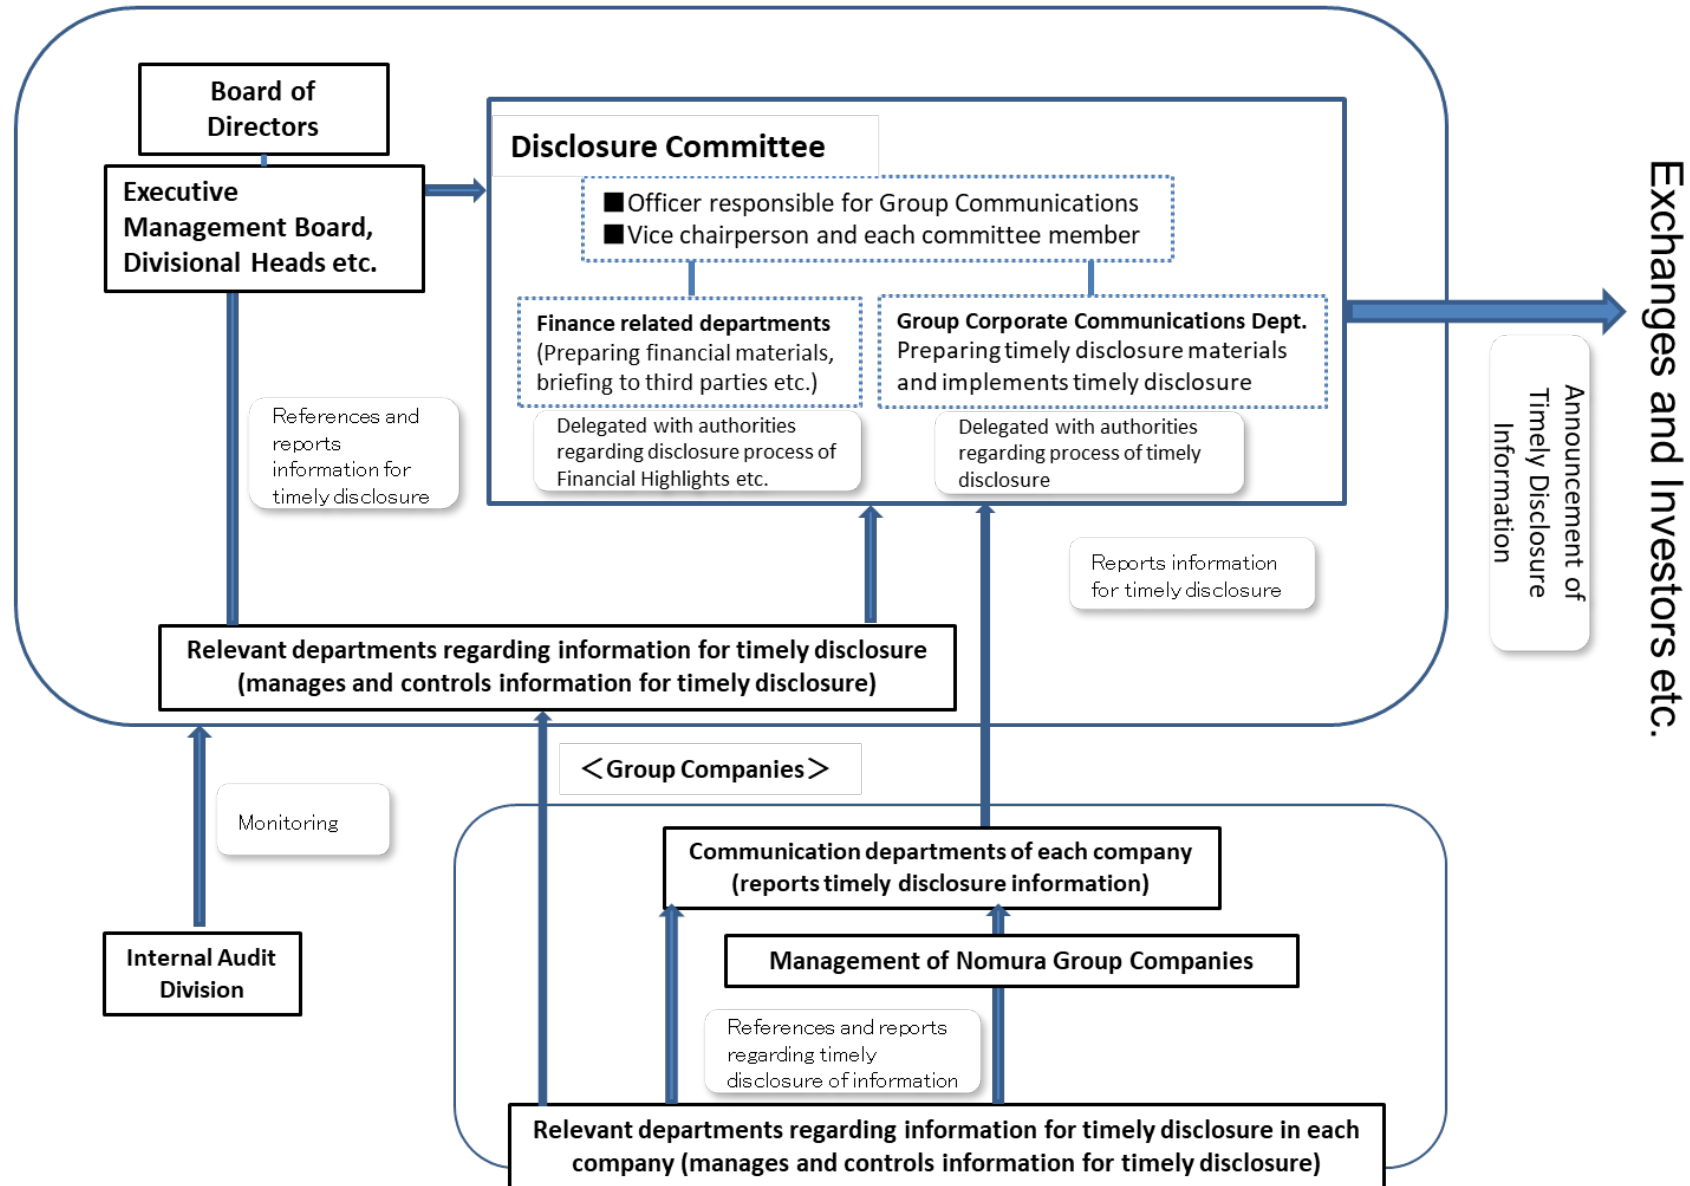 Board of
Directors
Executive
Management Board,
Divisional Heads etc.
Disclosure Committee
■Officer responsible for Group Communications
■Vice chairperson and each committee member
Finance related departments
(Preparing financial materials,
briefing to third parties etc.)
Group Corporate Communications Dept.
Preparing timely disclosure materials
and implements timely disclosure
Delegated with authorities
regarding disclosure process of
Financial Highlights etc.
Delegated with authorities
regarding process of timely
disclosure
References and
reports
information for
timely disclosure
Reports information
for timely disclosure
Announcement of
Timely Disclosure
Information
Exchanges and Investors etc.
Relevant departments regarding information for timely disclosure
(manages and controls information for timely disclosure)
＜Group Companies＞
Monitoring
Communication departments of each company
(reports timely disclosure information)
Internal Audit
Division
Management of Nomura Group Companies
References and reports
regarding timely
disclosure of information
Relevant departments regarding information for timely disclosure in each
company (manages and controls information for timely disclosure)